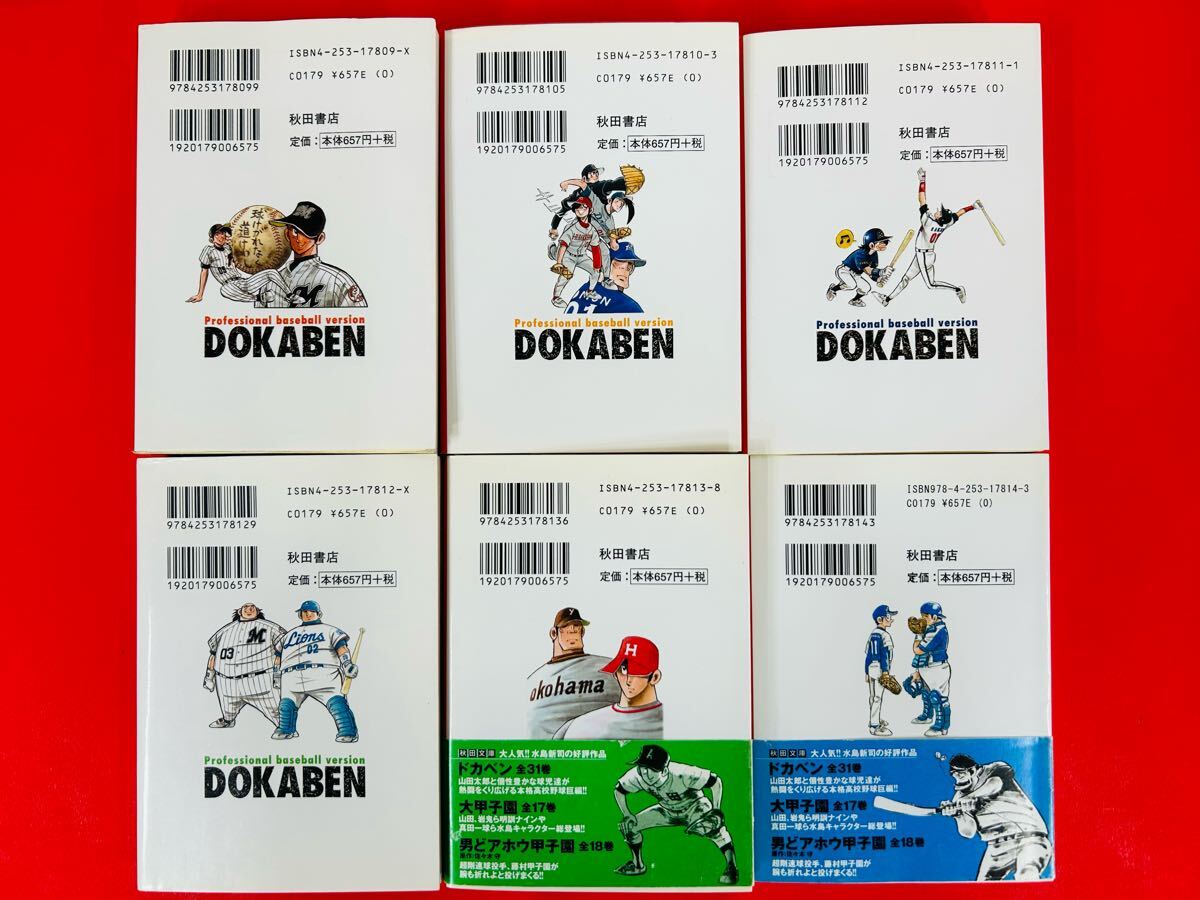 ISBN4-253-17809-X
C0179 ¥657E (0)
9784253178099
1920179006575
秋田書店
定価：本体657円＋税
球けがれなく
道けわし
M
M
Professional baseball version
DOKABEN
ISBN4-253-17810-3
C0179 ¥657E (0)
9784253178105
1920179006575
秋田書店
定価：本体657円＋税
Professional baseball version
DOKABEN
ISBN4-253-17811-1
C0179 ¥657E (0)
9784253178112
1920179006575
秋田書店
定価：本体657円＋税
01
Professional baseball version
DOKABEN
ISBN4-253-17812-X
C0179 ¥657E (0)
9784253178129
1920179006575
秋田書店
定価：本体657円＋税
M
03
Lions
02
Professional baseball version
DOKABEN
ISBN4-253-17813-8
C0179 ¥657E (0)
9784253178136
1920179006575
秋田書店
定価：本体657円＋税
Y
H
okohama
秋田文庫 大人気!!水島新司の好評作品
ドカベン 全31巻
山田太郎と個性豊かな球児達が
熱闘をくり広げる本格高校野球巨編!!
大甲子園 全17巻
山田、岩鬼ら明訓ナインや
真田一球ら水島キャラクター総登場!!
男どアホウ甲子園 全18巻
原作：佐々木 守
超剛速球投手、藤村甲子園が
腕も折れよと投げまくる!!
ISBN978-4-253-17814-3
C0179 ¥657E (0)
9784253178143
1920179006575
秋田書店
定価：本体657円＋税
11
秋田文庫 大人気!!水島新司の好評作品
ドカベン 全31巻
山田太郎と個性豊かな球児達が
熱闘をくり広げる本格高校野球巨編!!
大甲子園 全17巻
山田、岩鬼ら明訓ナインや
真田一球ら水島キャラクター総登場!!
男どアホウ甲子園 全18巻
原作：佐々木 守
超剛速球投手、藤村甲子園が
腕も折れよと投げまくる!!